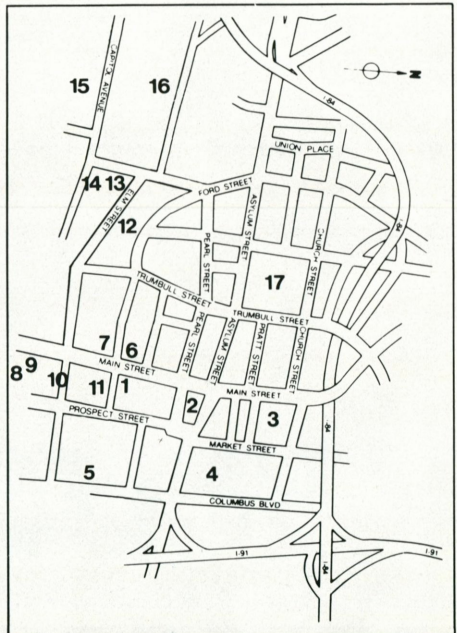 I-84
CAPITOL AVENUE
15
16
N
UNION PLACE
14 13
FORD STREET
ELM STREET
12
ASYLUM STREET
CHURCH STREET
PEARL STREET
17
TRUMBULL STREET
TRUMBULL STREET
I-84
7 6
PEARL STREET
ASYLUM STREET
PRATT STREET
CHURCH STREET
8 9
MAIN STREET
10
11 1
MAIN STREET
2
3
PROSPECT STREET
MARKET STREET
I-84
5
4
COLUMBUS BLVD
I-91
I-91
I-84